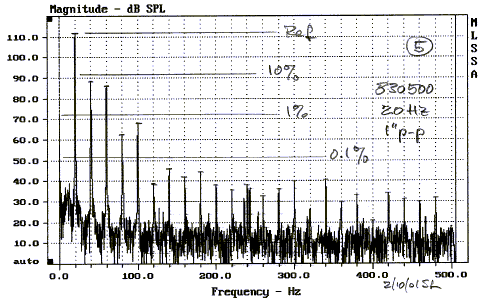 Magnitude - dB SPL
MLSSA
110.0
100.0
90.0
80.0
70.0
60.0
50.0
40.0
30.0
20.0
10.0
auto
Ref
10%
1%
0.1%
5
830500
20 Hz
1" p-p
0.0
100.0
200.0
300.0
400.0
500.0
Frequency - Hz
2/10/01 SL